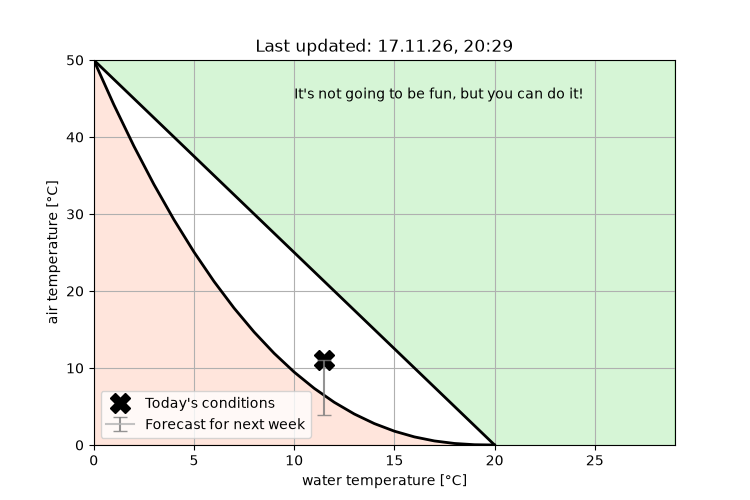 Last updated: 17.11.26, 20:29
50
It's not going to be fun, but you can do it!
40
30
air temperature [°C]
20
10
Today's conditions
Forecast for next week
0
0 5 10 15 20 25
water temperature [°C]